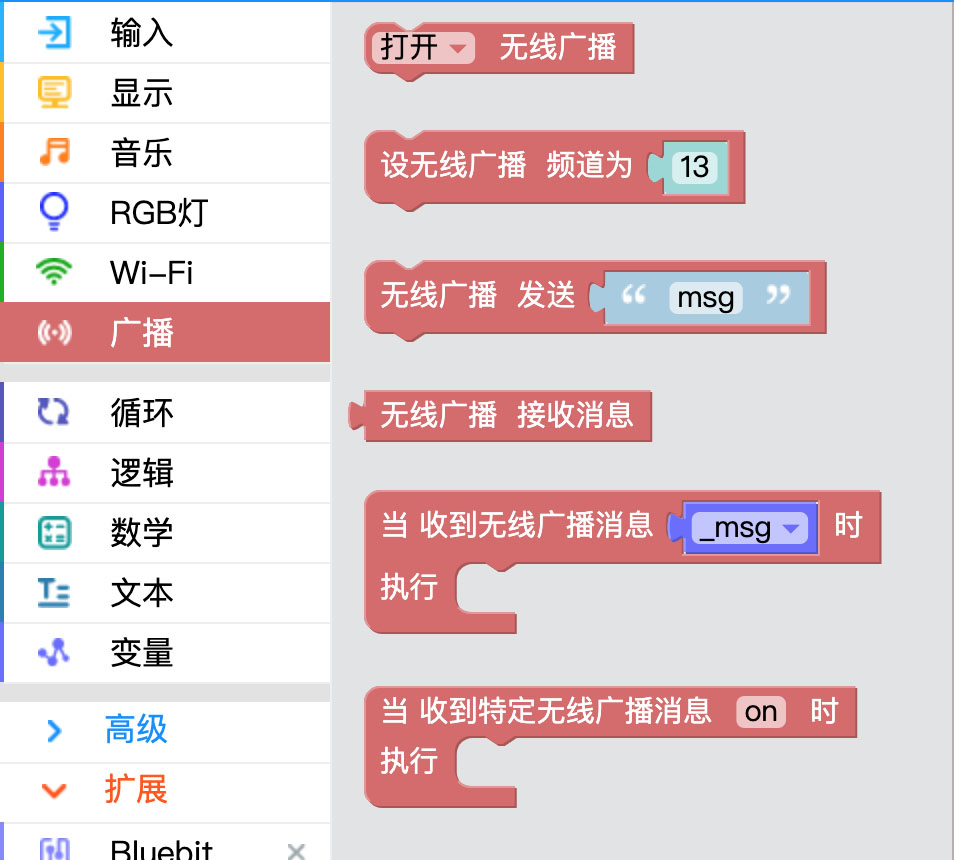 输入
显示
音乐
RGB灯
Wi-Fi
广播
循环
逻辑
数学
文本
变量
高级
扩展
Bluebit ×
打开 无线广播
设无线广播 频道为 13
无线广播 发送 “ msg ”
无线广播 接收消息
当 收到无线广播消息 _msg 时
执行
当 收到特定无线广播消息 on 时
执行